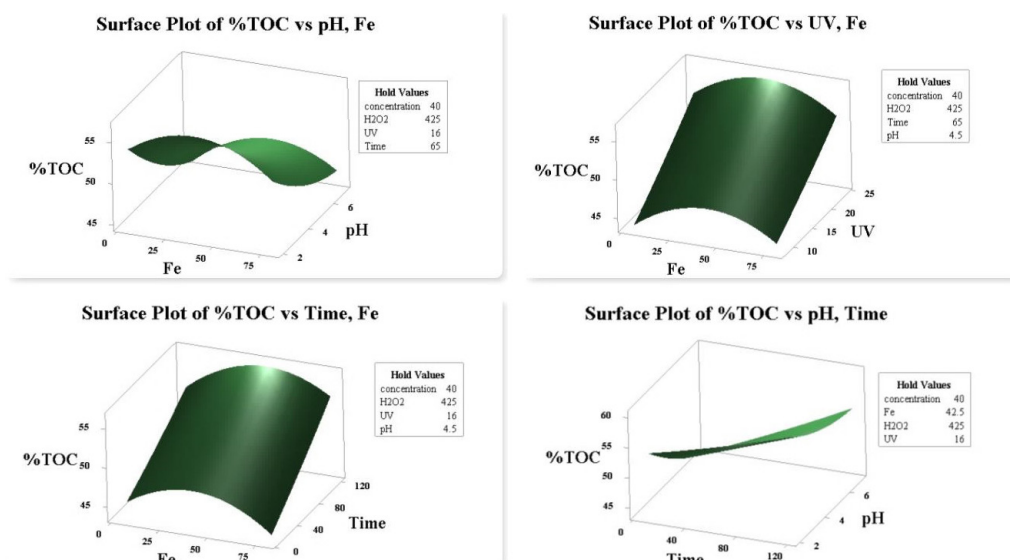 Surface Plot of %TOC vs pH, Fe
Hold Values
concentration 40
H2O2 425
UV 16
Time 65
55
%TOC
50
45
0
25
50
75
Fe
2
4
6
pH
Surface Plot of %TOC vs UV, Fe
Hold Values
concentration 40
H2O2 425
Time 65
pH 4.5
55
%TOC
50
45
0
25
50
75
Fe
10
15
20
25
UV
Surface Plot of %TOC vs Time, Fe
Hold Values
concentration 40
H2O2 425
UV 16
pH 4.5
55
%TOC
50
45
0
25
50
75
Fe
0
40
80
120
Time
Surface Plot of %TOC vs pH, Time
Hold Values
concentration 40
Fe 42.5
H2O2 425
UV 16
60
55
%TOC
50
45
0
40
80
120
Time
2
4
6
pH